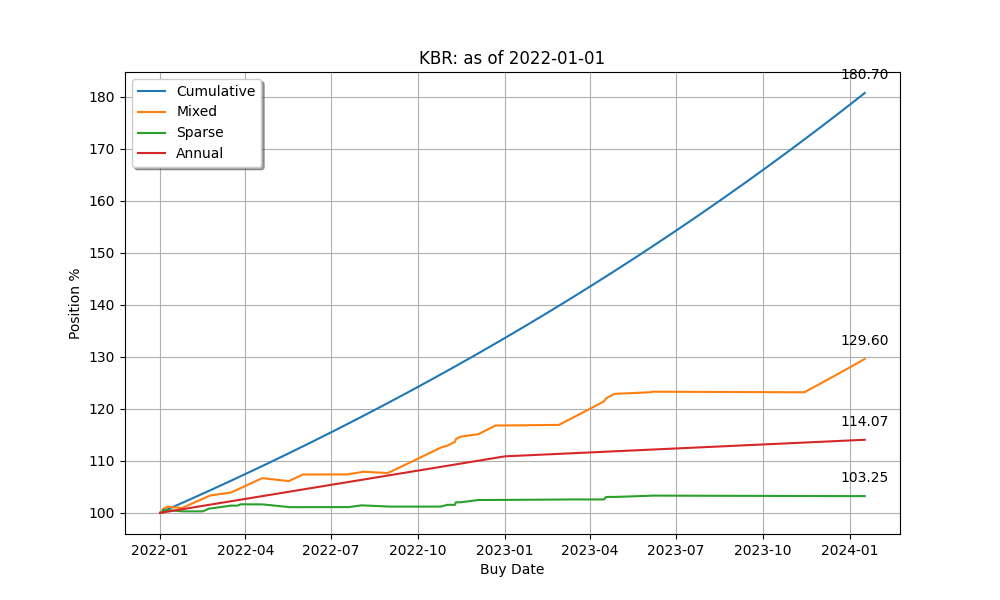 KBR: as of 2022-01-01
180.70
Cumulative
Mixed
Sparse
Annual
180
170
160
150
140
130
120
110
100
Position %
129.60
114.07
103.25
2022-01 2022-04 2022-07 2022-10 2023-01 2023-04 2023-07 2023-10 2024-01
Buy Date